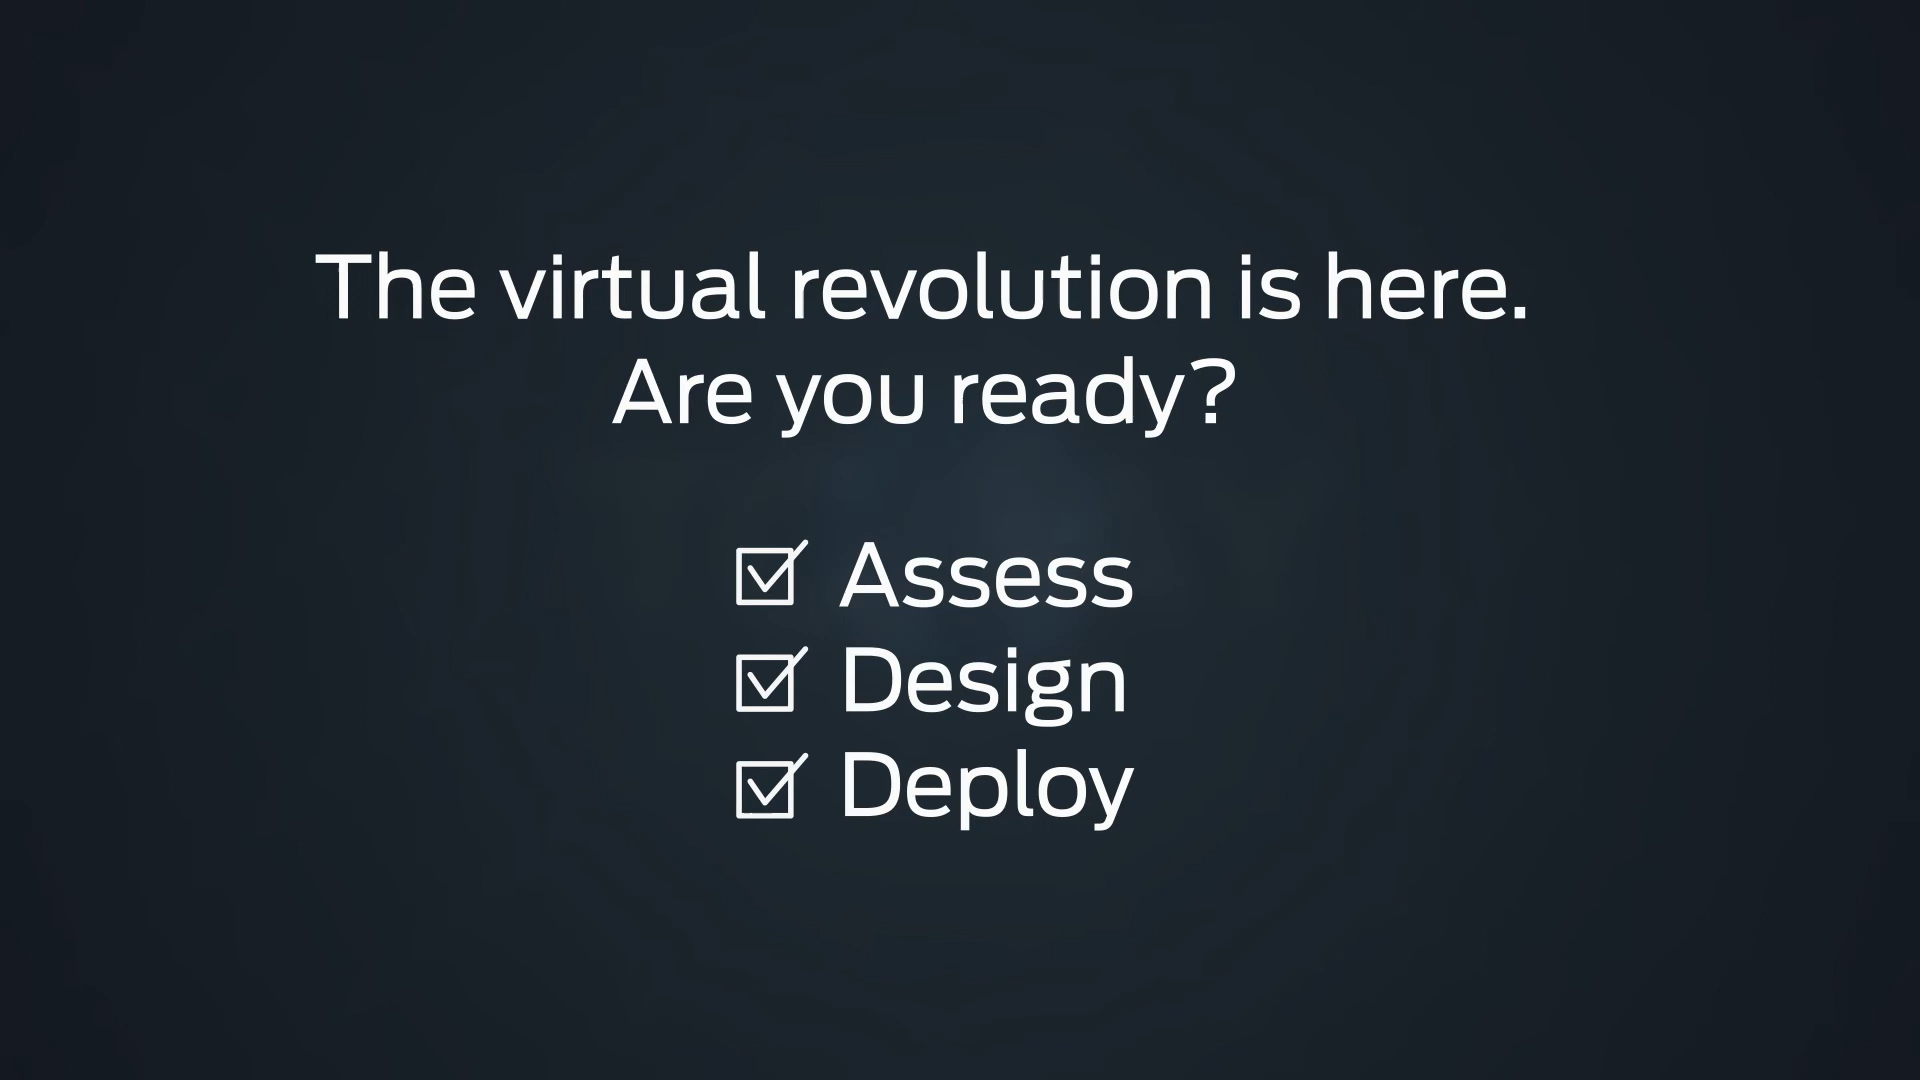 The virtual revolution is here.
Are you ready?
Assess
Design
Deploy